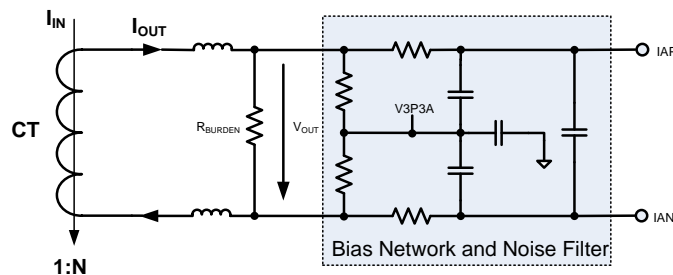 IIN
IOUT
IAP
CT
RBURDEN
VOUT
V3P3A
IAN
Bias Network and Noise Filter
1:N